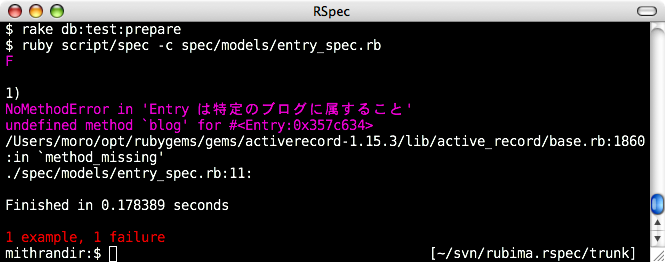 RSpec
$ rake db:test:prepare
$ ruby script/spec -c spec/models/entry_spec.rb
F
1)
NoMethodError in 'Entry は特定のブログに属すること'
undefined method `blog' for #<Entry:0x357c634>
/Users/moro/opt/rubygems/gems/activerecord-1.15.3/lib/active_record/base.rb:1860
:in `method_missing'
./spec/models/entry_spec.rb:11:
Finished in 0.178389 seconds
1 example, 1 failure
mithrandir:$ [~/svn/rubima.rspec/trunk]